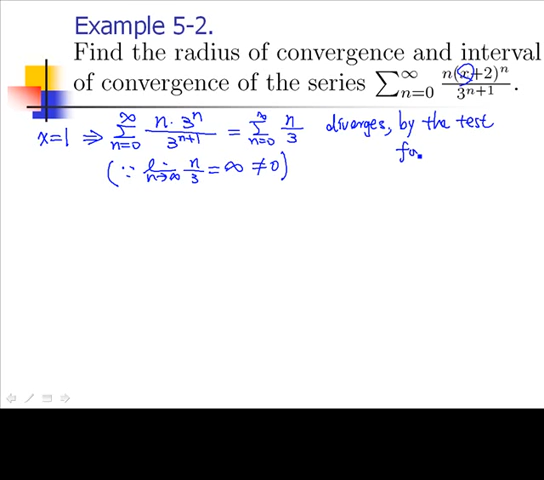 Example 5-2.
Find the radius of convergence and interval
of convergence of the series ∑_{n=0}^{∞} n(x+2)^n / 3^{n+1}.
x=1 ⇒ ∑_{n=0}^{∞} n·3^n / 3^{n+1} = ∑_{n=0}^{∞} n/3 diverges, by the test
fo
(∵ lim_{n→∞} n/3 = ∞ ≠ 0)